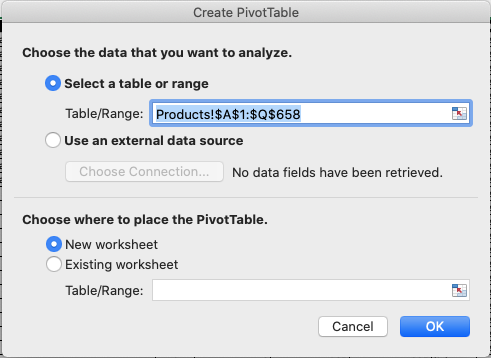 Create PivotTable
Choose the data that you want to analyze.
Select a table or range
Table/Range: Products!$A$1:$Q$658
Use an external data source
Choose Connection... No data fields have been retrieved.
Choose where to place the PivotTable.
New worksheet
Existing worksheet
Table/Range:
Cancel OK